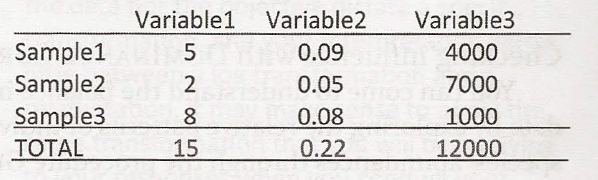 Variable1 Variable2 Variable3
Sample1 5 0.09 4000
Sample2 2 0.05 7000
Sample3 8 0.08 1000
TOTAL 15 0.22 12000